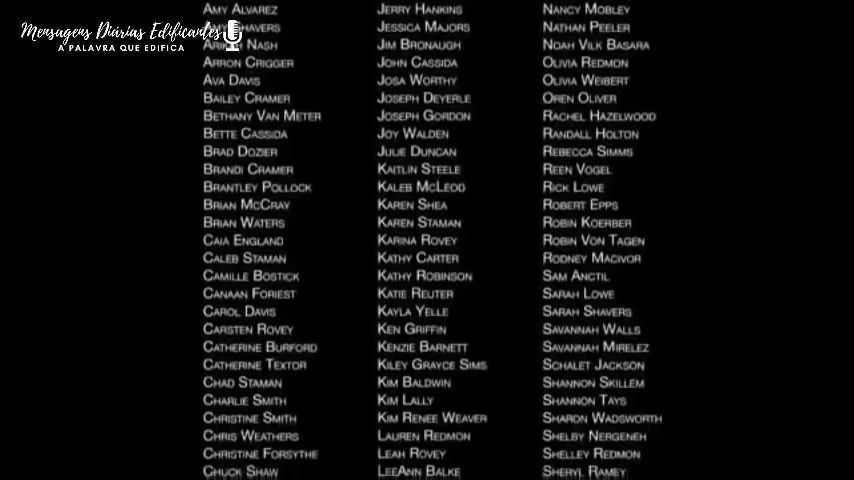 Mensagens Diárias Edificantes
A PALAVRA QUE EDIFICA
AMY ALVAREZ
AMY SHAVERS
NASH
ARRON CRIGGER
AVA DAVIS
BAILEY CRAMER
BETHANY VAN METER
BETTE CASSIDA
BRAD DOZIER
BRANDI CRAMER
BRANTLEY POLLOCK
BRIAN MCCRAY
BRIAN WATERS
CAIA ENGLAND
CALEB STAMAN
CAMILLE BOSTICK
CANAAN FORIEST
CAROL DAVIS
CARSTEN ROVEY
CATHERINE BURFORD
CATHERINE TEXTOR
CHAD STAMAN
CHARLIE SMITH
CHRISTINE SMITH
CHRIS WEATHERS
CHRISTINE FORSYTHE
CHUCK SHAW
JERRY HANKINS
JESSICA MAJORS
JIM BRONAUGH
JOHN CASSIDA
JOSA WORTHY
JOSEPH DEYERLE
JOSEPH GORDON
JOY WALDEN
JULIE DUNCAN
KAITLIN STEELE
KALEB MCLEOD
KAREN SHEA
KAREN STAMAN
KARINA ROVEY
KATHY CARTER
KATHY ROBINSON
KATIE REUTER
KAYLA YELLE
KEN GRIFFIN
KENZIE BARNETT
KILEY GRAYCE SIMS
KIM BALDWIN
KIM LALLY
KIM RENEE WEAVER
LAUREN REDMON
LEAH ROVEY
LEEANN BALKE
NANCY MOBLEY
NATHAN PEELER
NOAH VILK BASARA
OLIVIA REDMON
OLIVIA WEIBERT
OREN OLIVER
RACHEL HAZELWOOD
RANDALL HOLTON
REBECCA SIMMS
REEN VOGEL
RICK LOWE
ROBERT EPPS
ROBIN KOERBER
ROBIN VON TAGEN
RODNEY MACIVOR
SAM ANCTIL
SARAH LOWE
SARAH SHAVERS
SAVANNAH WALLS
SAVANNAH MIRELEZ
SCHALET JACKSON
SHANNON SKILLEM
SHANNON TAYS
SHARON WADSWORTH
SHELBY NERGENEH
SHELLEY REDMON
SHERYL RAMEY